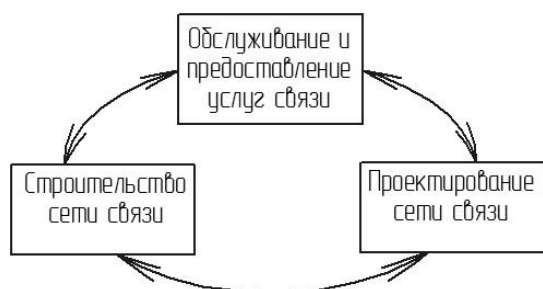 Обслуживание и
предоставление
услуг связи
Строительство
сети связи
Проектирование
сети связи